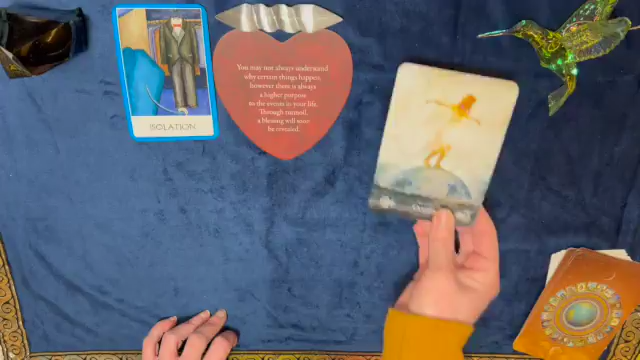 ISOLATION
You may not always understand
why certain things happen,
however there is always
a higher purpose
to the events in your life.
Through turmoil,
a blessing will soon
be revealed.